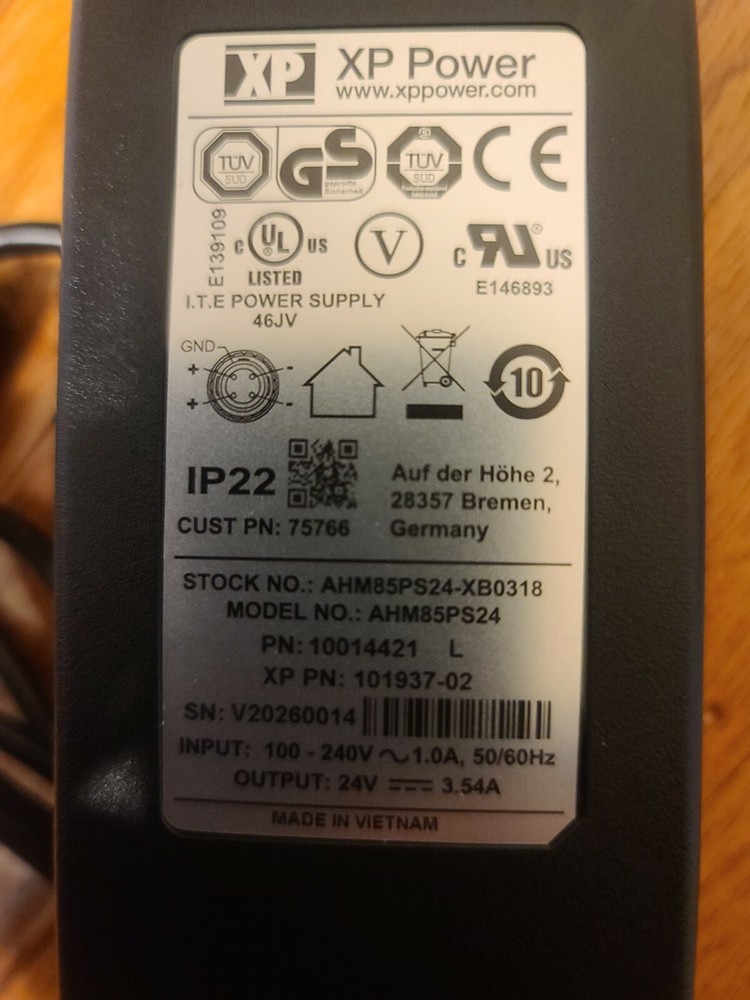 XP XP Power
www.xppower.com
TÜV SÜD GS geprüfte Sicherheit TÜV SÜD CE
E139109
C UL US LISTED
V
C RU US
E146893
I.T.E POWER SUPPLY
46JV
GND
+ -
+ -
10
IP22
Auf der Höhe 2,
28357 Bremen,
Germany
CUST PN: 75766
STOCK NO.: AHM85PS24-XB0318
MODEL NO.: AHM85PS24
PN: 10014421 L
XP PN: 101937-02
SN: V20260014
INPUT: 100 - 240V ~ 1.0A, 50/60Hz
OUTPUT: 24V ⎓ 3.54A
MADE IN VIETNAM